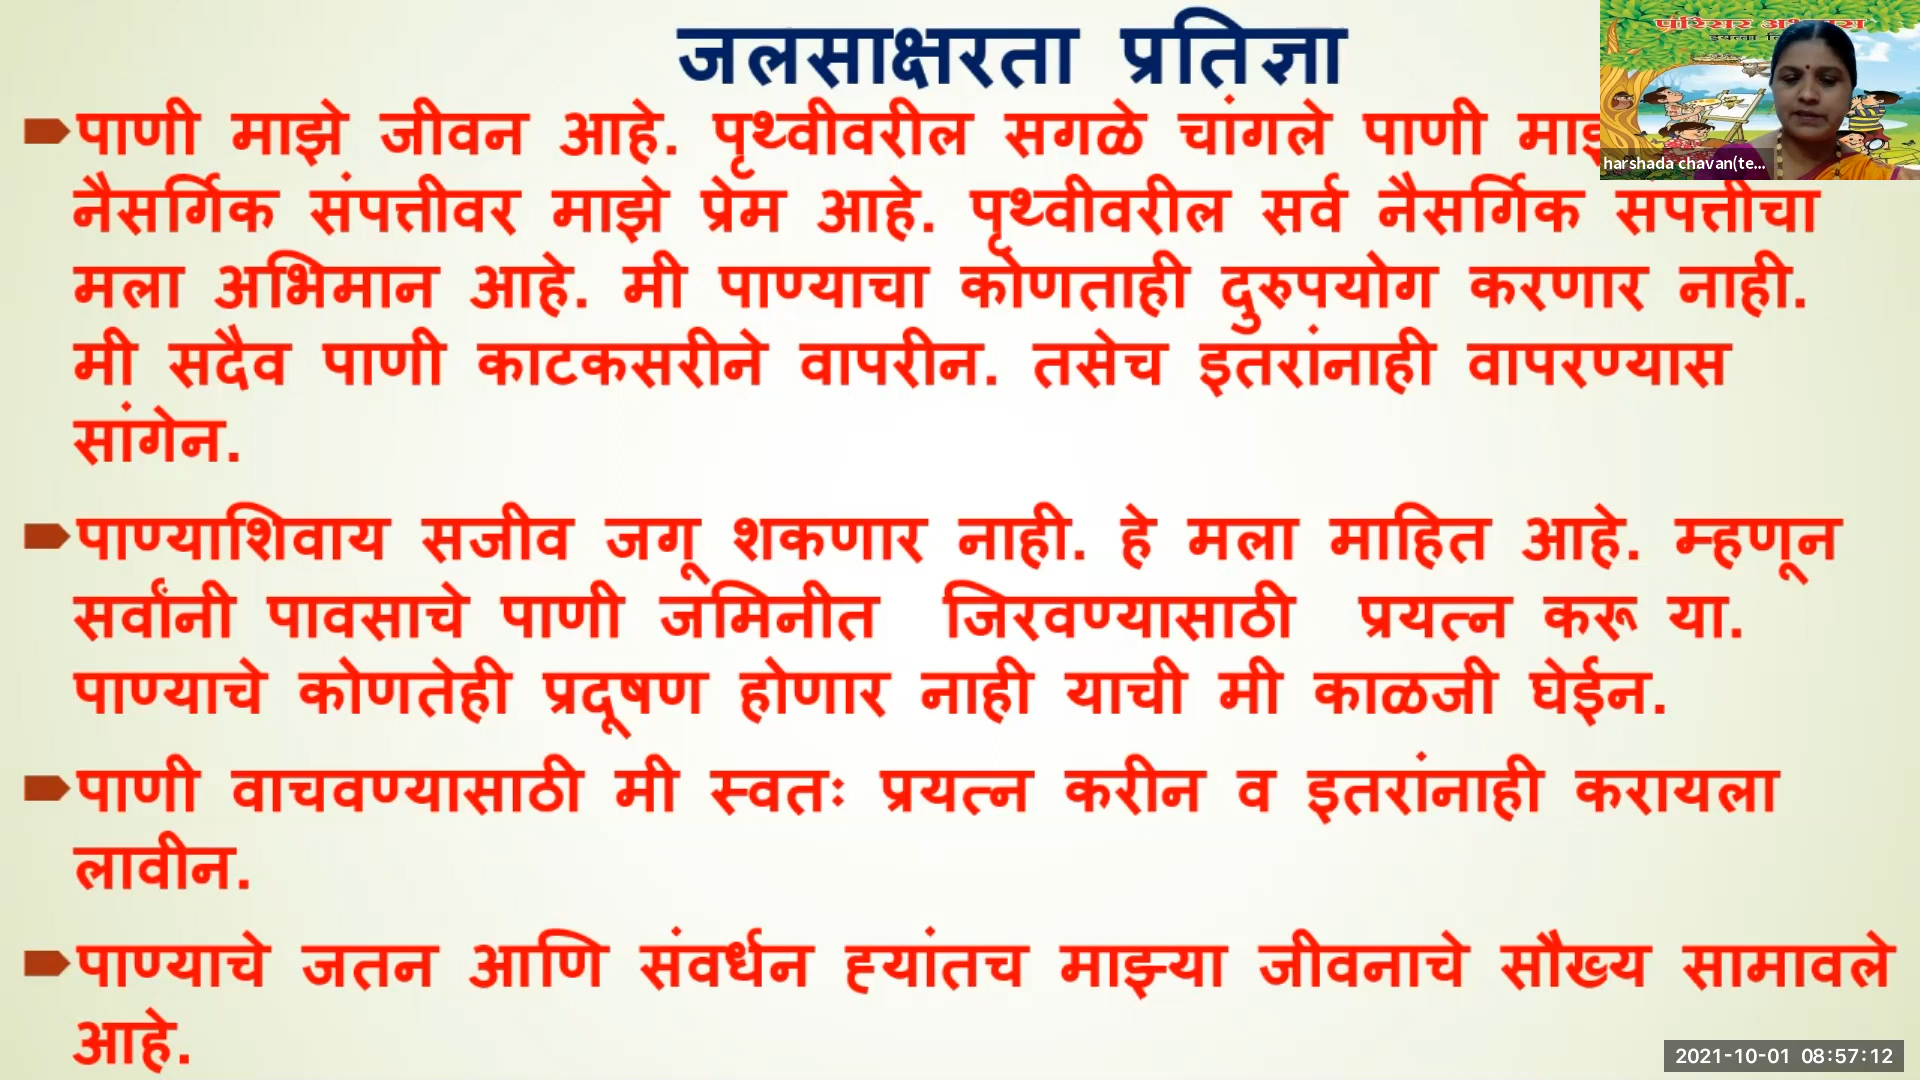 जलसाक्षरता प्रतिज्ञा
पाणी माझे जीवन आहे. पृथ्वीवरील सगळे चांगले पाणी
नैसर्गिक संपत्तीवर माझे प्रेम आहे. पृथ्वीवरील सर्व नैसर्गिक संपत्तीचा
मला अभिमान आहे. मी पाण्याचा कोणताही दुरुपयोग करणार नाही.
मी सदैव पाणी काटकसरीने वापरीन. तसेच इतरांनाही वापरण्यास
सांगेन.
पाण्याशिवाय सजीव जगू शकणार नाही. हे मला माहित आहे. म्हणून
सर्वांनी पावसाचे पाणी जमिनीत जिरवण्यासाठी प्रयत्न करू या.
पाण्याचे कोणतेही प्रदूषण होणार नाही याची मी काळजी घेईन.
पाणी वाचवण्यासाठी मी स्वतः प्रयत्न करीन व इतरांनाही करायला
लावीन.
पाण्याचे जतन आणि संवर्धन ह्यांतच माझ्या जीवनाचे सौख्य सामावले
आहे.
परिसर
harshada chavan(te...
2021-10-01 08:57:12